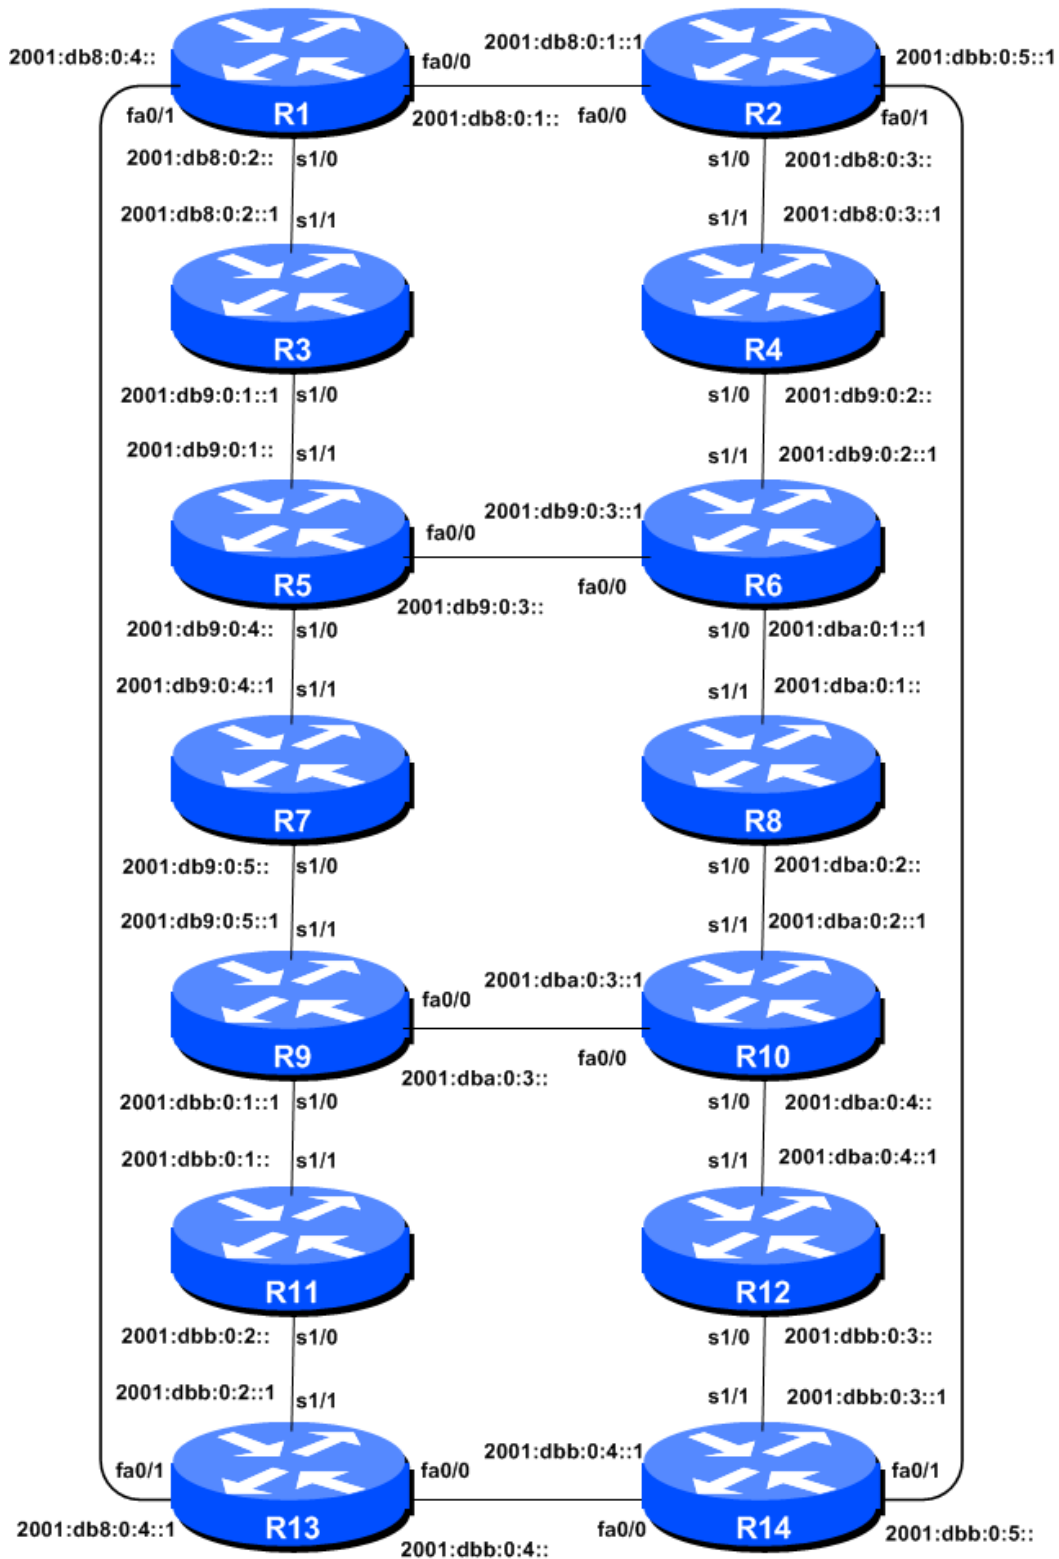 2001:db8:0:4::
fa0/0
2001:db8:0:1::1
2001:dbb:0:5::1
fa0/1
R1
2001:db8:0:1::
fa0/0
R2
fa0/1
2001:db8:0:2::
s1/0
s1/0
2001:db8:0:3::
2001:db8:0:2::1
s1/1
s1/1
2001:db8:0:3::1
R3
R4
2001:db9:0:1::1
s1/0
s1/0
2001:db9:0:2::
2001:db9:0:1::
s1/1
s1/1
2001:db9:0:2::1
fa0/0
2001:db9:0:3::1
R5
2001:db9:0:3::
fa0/0
R6
2001:db9:0:4::
s1/0
s1/0
2001:dba:0:1::1
2001:db9:0:4::1
s1/1
s1/1
2001:dba:0:1::
R7
R8
2001:db9:0:5::
s1/0
s1/0
2001:dba:0:2::
2001:db9:0:5::1
s1/1
s1/1
2001:dba:0:2::1
fa0/0
2001:dba:0:3::1
R9
2001:dba:0:3::
fa0/0
R10
2001:dbb:0:1::1
s1/0
s1/0
2001:dba:0:4::
2001:dbb:0:1::
s1/1
s1/1
2001:dba:0:4::1
R11
R12
2001:dbb:0:2::
s1/0
s1/0
2001:dbb:0:3::
2001:dbb:0:2::1
s1/1
s1/1
2001:dbb:0:3::1
fa0/1
fa0/0
2001:dbb:0:4::1
fa0/1
2001:db8:0:4::1
R13
2001:dbb:0:4::
fa0/0
R14
2001:dbb:0:5::